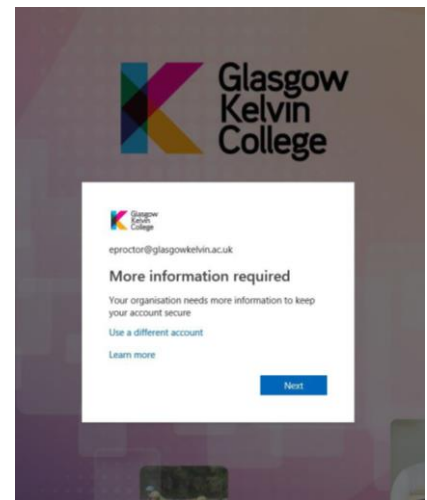 Glasgow
Kelvin
College
Glasgow
Kelvin
College
eproctor@glasgowkelvin.ac.uk
More information required
Your organisation needs more information to keep
your account secure
Use a different account
Learn more
Next